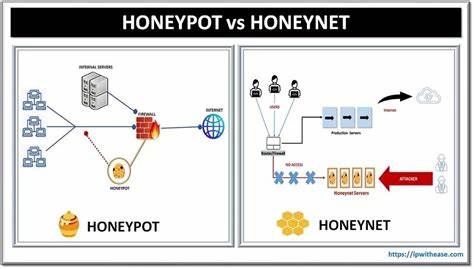 HONEYPOT vs HONEYNET
INTERNAL SERVERS
FIREWALL
INTERNET
HONEYPOT
HONEYPOT
USERS
Internet
Production Servers
Router/Firewall
NO ACCESS
ATTACKER
Honeynet Servers
HONEYNET
https://ipwithease.com